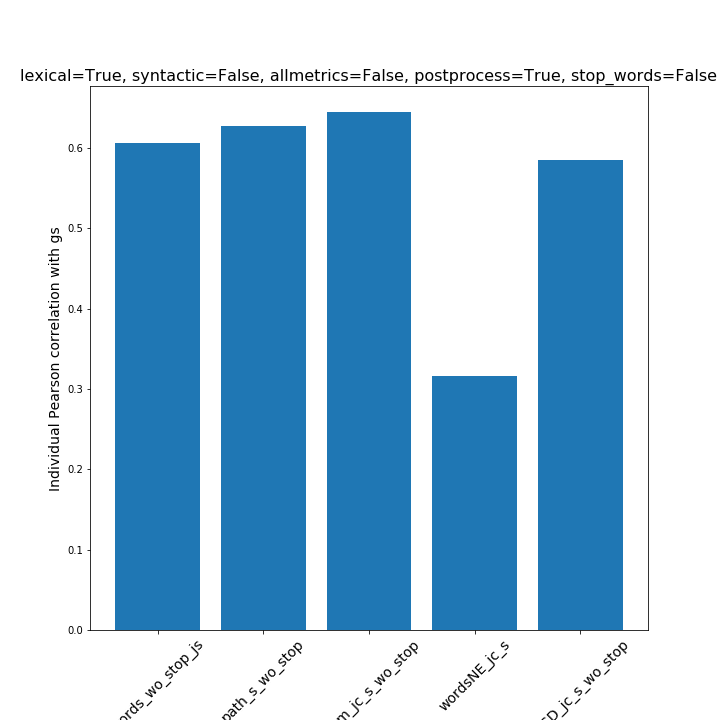 lexical=True, syntactic=False, allmetrics=False, postprocess=True, stop_words=False
Individual Pearson correlation with gs
0.6
0.5
0.4
0.3
0.2
0.1
0.0
ords_wo_stop_js
path_s_wo_stop
m_jc_s_wo_stop
wordsNE_jc_s
D_jc_s_wo_stop